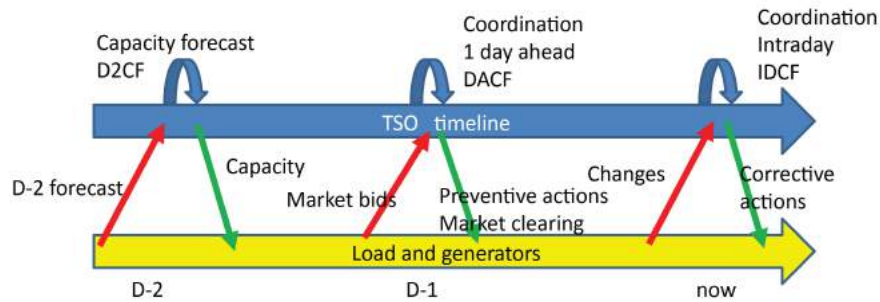 Capacity forecast
D2CF
Coordination
1 day ahead
DACF
Coordination
Intraday
IDCF
TSO timeline
D-2 forecast
Capacity
Market bids
Preventive actions
Market clearing
Changes
Corrective
actions
Load and generators
D-2
D-1
now